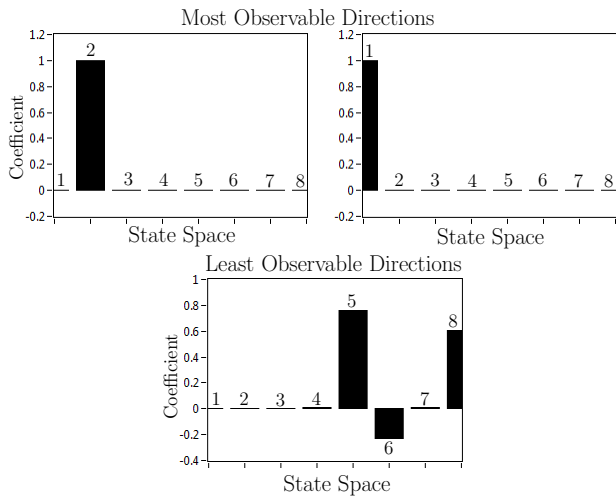 Most Observable Directions
1.2
1
0.8
0.6
0.4
0.2
0
-0.2
Coefficient
1 2 3 4 5 6 7 8
State Space
1.2
1
0.8
0.6
0.4
0.2
0
-0.2
1 2 3 4 5 6 7 8
State Space
Least Observable Directions
1
0.8
0.6
0.4
0.2
0
-0.2
-0.4
Coefficient
1 2 3 4 5 6 7 8
State Space